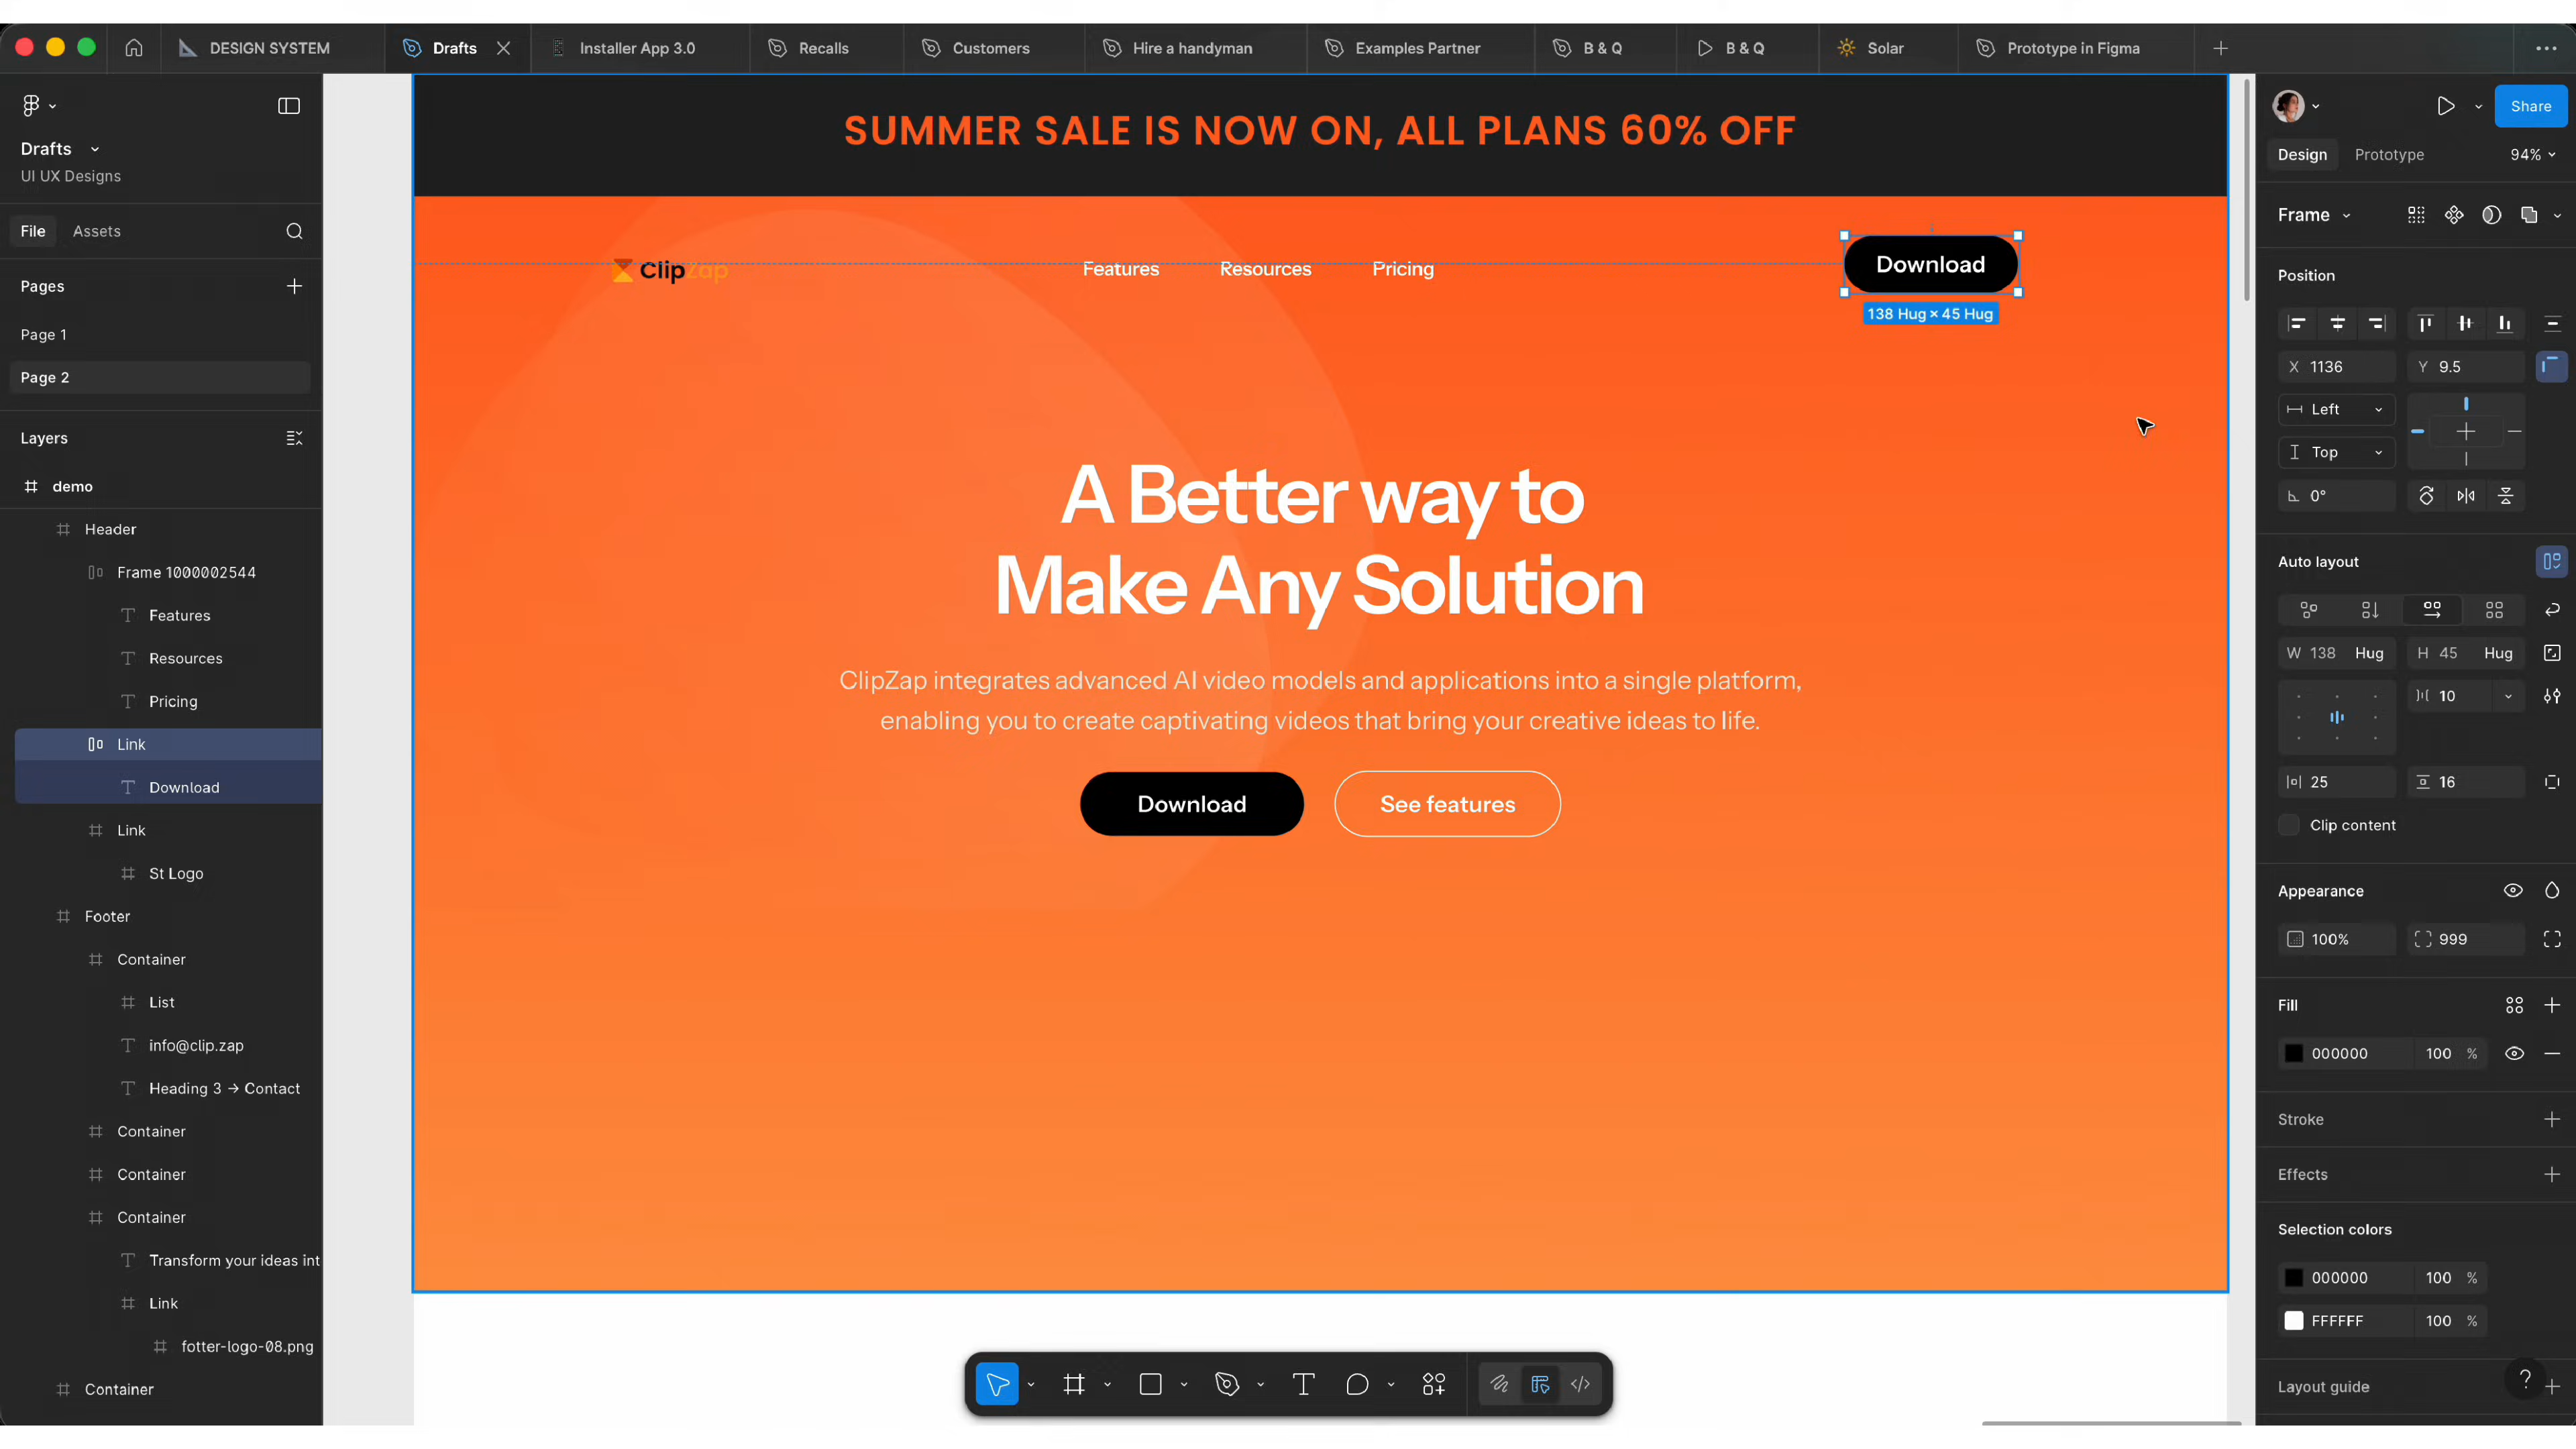 DESIGN SYSTEM
Drafts
Installer App 3.0
Recalls
Customers
Hire a handyman
Examples Partner
B & Q
B & Q
Solar
Prototype in Figma
Drafts
UI UX Designs
File
Assets
Pages
Page 1
Page 2
Layers
demo
Header
Frame 1000002544
Features
Resources
Pricing
Link
Download
Link
St Logo
Footer
Container
List
info@clip.zap
Heading 3 → Contact
Container
Container
Container
Transform your ideas int
Link
fotter-logo-08.png
Container
SUMMER SALE IS NOW ON, ALL PLANS 60% OFF
ClipZap
Features
Resources
Pricing
Download
138 Hug × 45 Hug
A Better way to
Make Any Solution
ClipZap integrates advanced AI video models and applications into a single platform,
enabling you to create captivating videos that bring your creative ideas to life.
Download
See features
Share
Design
Prototype
94%
Frame
Position
X 1136
Y 9.5
Left
Top
0°
Auto layout
W 138 Hug
H 45 Hug
10
25
16
Clip content
Appearance
100%
999
Fill
000000 100 %
Stroke
Effects
Selection colors
000000 100 %
FFFFFF 100 %
Layout guide
?